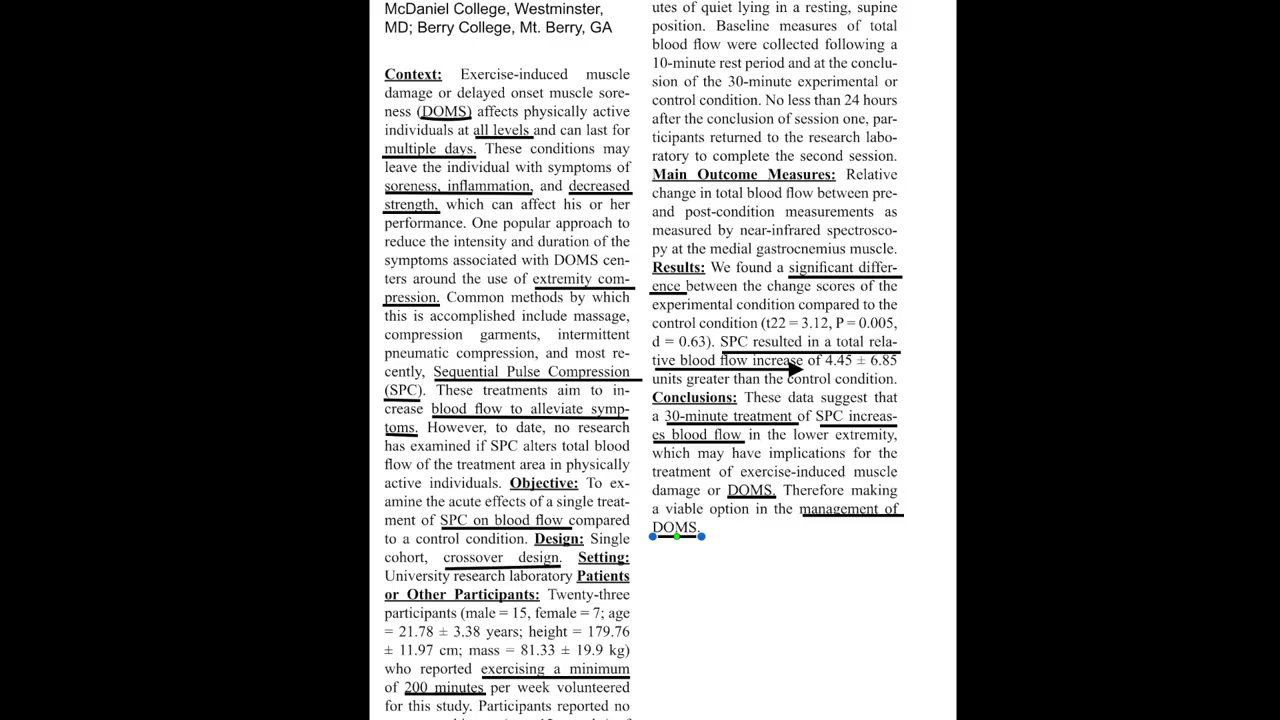 McDaniel College, Westminster,
MD; Berry College, Mt. Berry, GA
Context: Exercise-induced muscle
damage or delayed onset muscle sore-
ness (DOMS) affects physically active
individuals at all levels and can last for
multiple days. These conditions may
leave the individual with symptoms of
soreness, inflammation, and decreased
strength, which can affect his or her
performance. One popular approach to
reduce the intensity and duration of the
symptoms associated with DOMS cen-
ters around the use of extremity com-
pression. Common methods by which
this is accomplished include massage,
compression garments, intermittent
pneumatic compression, and most re-
cently, Sequential Pulse Compression
(SPC). These treatments aim to in-
crease blood flow to alleviate symp-
toms. However, to date, no research
has examined if SPC alters total blood
flow of the treatment area in physically
active individuals. Objective: To ex-
amine the acute effects of a single treat-
ment of SPC on blood flow compared
to a control condition. Design: Single
cohort, crossover design. Setting:
University research laboratory Patients
or Other Participants: Twenty-three
participants (male = 15, female = 7; age
= 21.78 ± 3.38 years; height = 179.76
± 11.97 cm; mass = 81.33 ± 19.9 kg)
who reported exercising a minimum
of 200 minutes per week volunteered
for this study. Participants reported no
utes of quiet lying in a resting, supine
position. Baseline measures of total
blood flow were collected following a
10-minute rest period and at the conclu-
sion of the 30-minute experimental or
control condition. No less than 24 hours
after the conclusion of session one, par-
ticipants returned to the research labo-
ratory to complete the second session.
Main Outcome Measures: Relative
change in total blood flow between pre-
and post-condition measurements as
measured by near-infrared spectrosco-
py at the medial gastrocnemius muscle.
Results: We found a significant differ-
ence between the change scores of the
experimental condition compared to the
control condition (t22 = 3.12, P = 0.005,
d = 0.63). SPC resulted in a total rela-
tive blood flow increase of 4.45 ± 6.85
units greater than the control condition.
Conclusions: These data suggest that
a 30-minute treatment of SPC increas-
es blood flow in the lower extremity,
which may have implications for the
treatment of exercise-induced muscle
damage or DOMS. Therefore making
a viable option in the management of
DOMS.